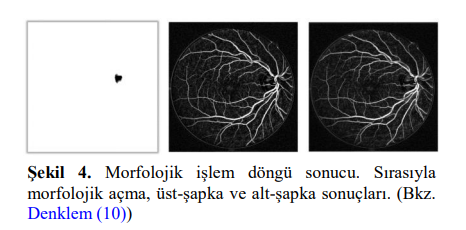 Şekil 4. Morfolojik işlem döngü sonucu. Sırasıyla
morfolojik açma, üst-şapka ve alt-şapka sonuçları. (Bkz.
Denklem (10))